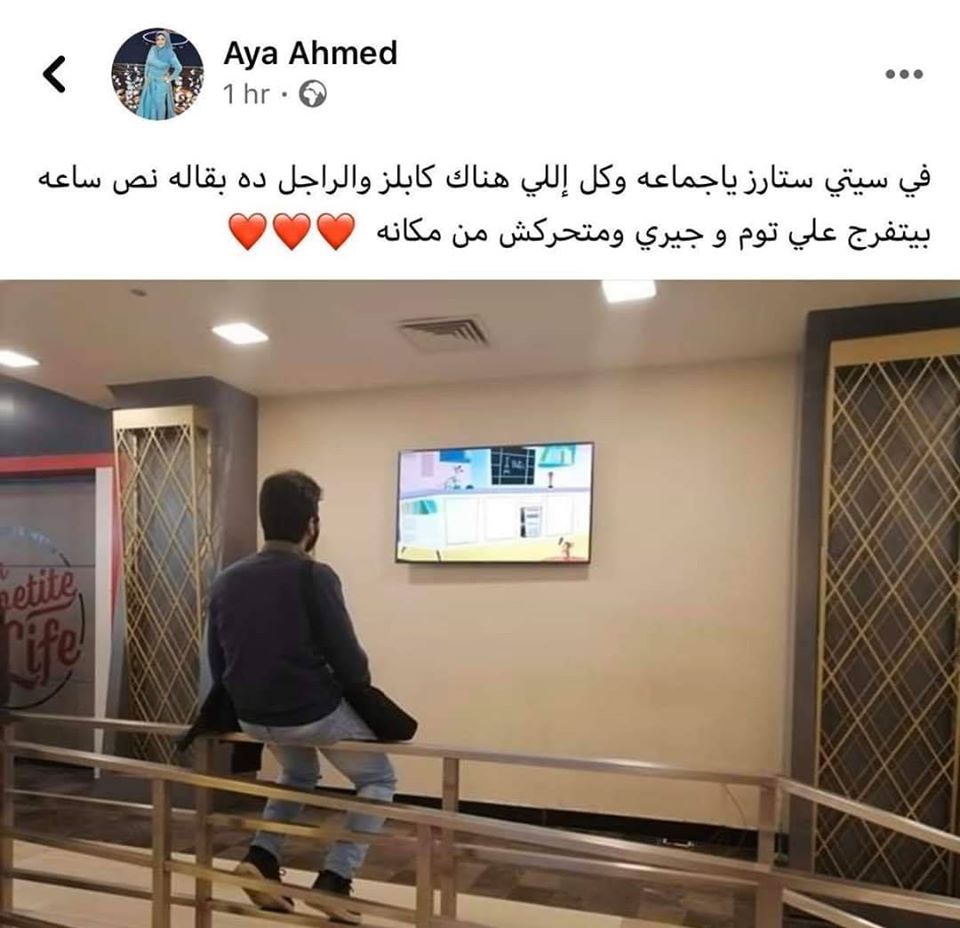 Aya Ahmed
1 hr ·
في سيتي ستارز ياجماعه وكل إللي هناك كابلز والراجل ده بقاله نص ساعه
بيتفرج علي توم و جيري ومتحركش من مكانه ❤️❤️❤️
petite
Life!